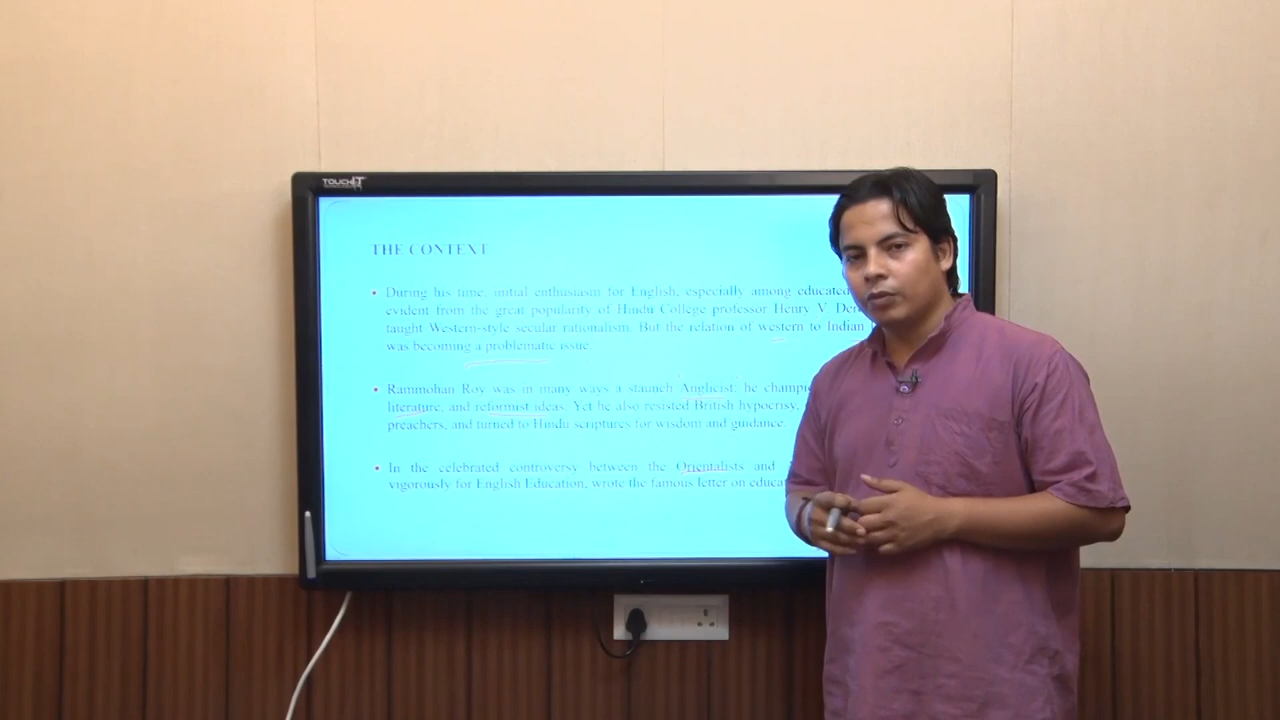 TOUCHIT
THE CONTEXT
• During his time, initial enthusiasm for English, especially among educated
evident from the great popularity of Hindu College professor Henry V. Der
taught Western-style secular rationalism. But the relation of western to Indian
was becoming a problematic issue.
• Rammohan Roy was in many ways a staunch Anglicist: he champi
literature, and reformist ideas. Yet he also resisted British hypocrisy,
preachers, and turned to Hindu scriptures for wisdom and guidance.
• In the celebrated controversy between the Orientalists and
vigorously for English Education, wrote the famous letter on educa